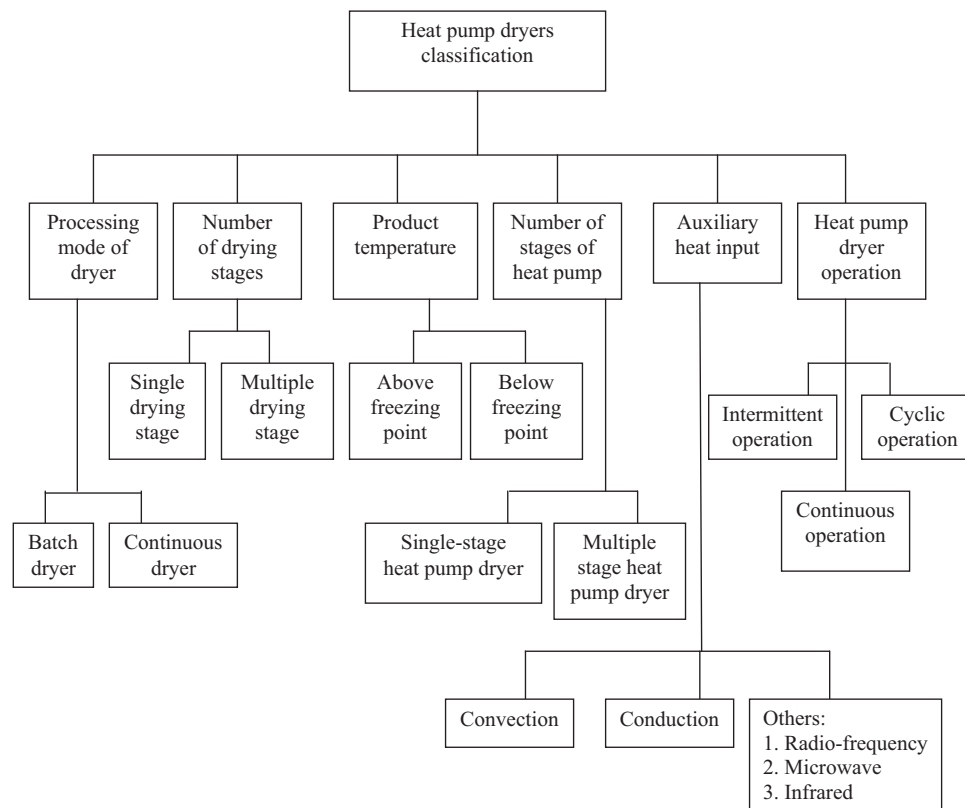 Heat pump dryers
classification
Processing
mode of
dryer
Number
of drying
stages
Product
temperature
Number of
stages of
heat pump
Auxiliary
heat input
Heat pump
dryer
operation
Single
drying
stage
Multiple
drying
stage
Above
freezing
point
Below
freezing
point
Intermittent
operation
Cyclic
operation
Continuous
operation
Batch
dryer
Continuous
dryer
Single-stage
heat pump dryer
Multiple
stage heat
pump dryer
Convection
Conduction
Others:
1. Radio-frequency
2. Microwave
3. Infrared